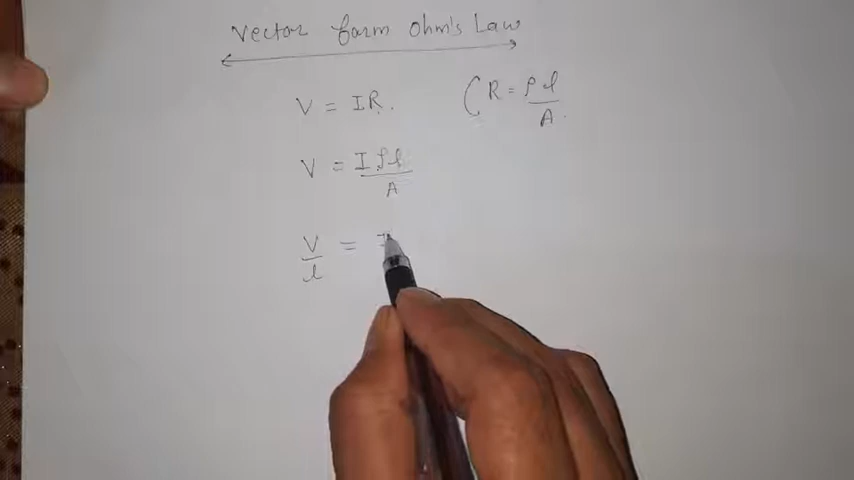 Vector form Ohm's Law
V = IR. (R = ρl/A.
V = Iρl/A
V/l = I